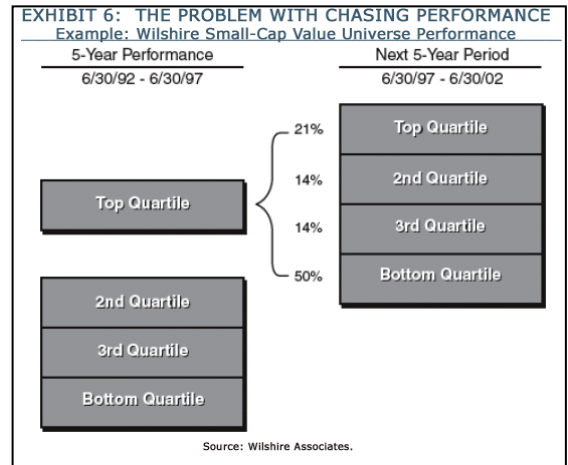 EXHIBIT 6: THE PROBLEM WITH CHASING PERFORMANCE
Example: Wilshire Small-Cap Value Universe Performance
5-Year Performance
6/30/92 - 6/30/97
Next 5-Year Period
6/30/97 - 6/30/02
Top Quartile
2nd Quartile
3rd Quartile
Bottom Quartile
21%
14%
14%
50%
Top Quartile
2nd Quartile
3rd Quartile
Bottom Quartile
Source: Wilshire Associates.